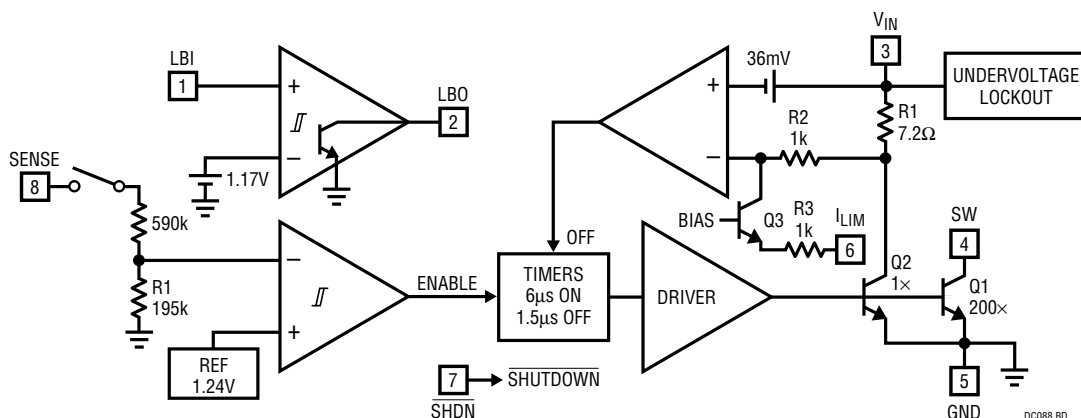 V_IN
3
36mV
UNDERVOLTAGE
LOCKOUT
LBI
1
+
−
LBO
2
1.17V
SENSE
8
590k
R1
195k
REF
1.24V
−
+
ENABLE
OFF
TIMERS
6µs ON
1.5µs OFF
DRIVER
+
−
R2
1k
R1
7.2Ω
BIAS
Q3
R3
1k
I_LIM
6
SW
4
Q2
1×
Q1
200×
5
GND
7
SHDN
SHUTDOWN
DC088 BD